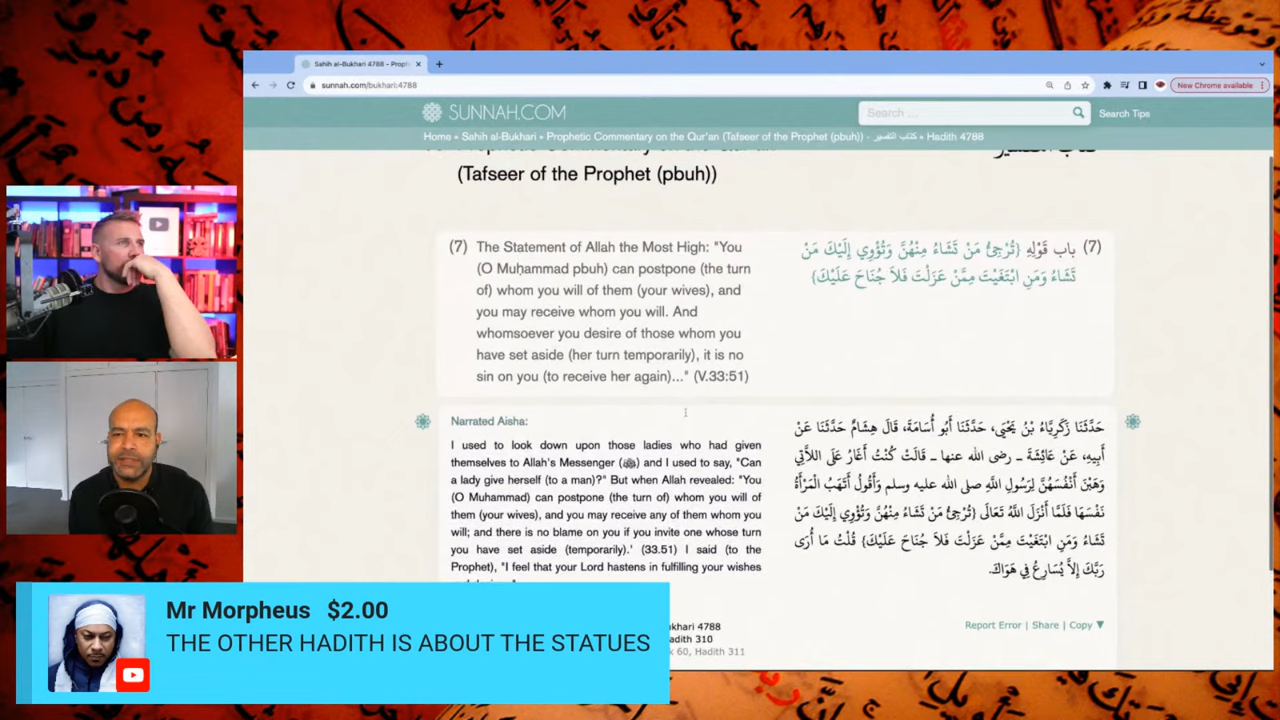 Sahih al-Bukhari 4788 - Proph
sunnah.com/bukhari:4788
New Chrome available
SUNNAH.COM
Search ...
Search Tips
Home » Sahih al-Bukhari » Prophetic Commentary on the Qur'an (Tafseer of the Prophet (pbuh)) - كتاب التفسير » Hadith 4788
(Tafseer of the Prophet (pbuh))
(7) The Statement of Allah the Most High: "You
(O Muḥammad pbuh) can postpone (the turn
of) whom you will of them (your wives), and
you may receive whom you will. And
whomsoever you desire of those whom you
have set aside (her turn temporarily), it is no
sin on you (to receive her again)..." (V.33:51)
(7) باب قَوْلِهِ {تُرْجِئُ مَنْ تَشَاءُ مِنْهُنَّ وَتُؤْوِي إِلَيْكَ مَنْ
تَشَاءُ وَمَنِ ابْتَغَيْتَ مِمَّنْ عَزَلْتَ فَلاَ جُنَاحَ عَلَيْكَ}
Narrated Aisha:
I used to look down upon those ladies who had given
themselves to Allah's Messenger (ﷺ) and I used to say, "Can
a lady give herself (to a man)?" But when Allah revealed: "You
(O Muhammad) can postpone (the turn of) whom you will of
them (your wives), and you may receive any of them whom you
will; and there is no blame on you if you invite one whose turn
you have set aside (temporarily).' (33.51) I said (to the
Prophet), "I feel that your Lord hastens in fulfilling your wishes
حَدَّثَنَا زَكَرِيَّاءُ بْنُ يَحْيَى، حَدَّثَنَا أَبُو أُسَامَةَ، قَالَ هِشَامٌ حَدَّثَنَا عَنْ
أَبِيهِ، عَنْ عَائِشَةَ ـ رضى الله عنها ـ قَالَتْ كُنْتُ أَغَارُ عَلَى اللاَّتِي
وَهَبْنَ أَنْفُسَهُنَّ لِرَسُولِ اللَّهِ صلى الله عليه وسلم وَأَقُولُ أَتَهَبُ الْمَرْأَةُ
نَفْسَهَا فَلَمَّا أَنْزَلَ اللَّهُ تَعَالَى {تُرْجِئُ مَنْ تَشَاءُ مِنْهُنَّ وَتُؤْوِي إِلَيْكَ مَنْ
تَشَاءُ وَمَنِ ابْتَغَيْتَ مِمَّنْ عَزَلْتَ فَلاَ جُنَاحَ عَلَيْكَ} قُلْتُ مَا أُرَى
رَبَّكَ إِلاَّ يُسَارِعُ فِي هَوَاكَ.
ukhari 4788
adith 310
60, Hadith 311
Report Error | Share | Copy ▼
Mr Morpheus $2.00
THE OTHER HADITH IS ABOUT THE STATUES